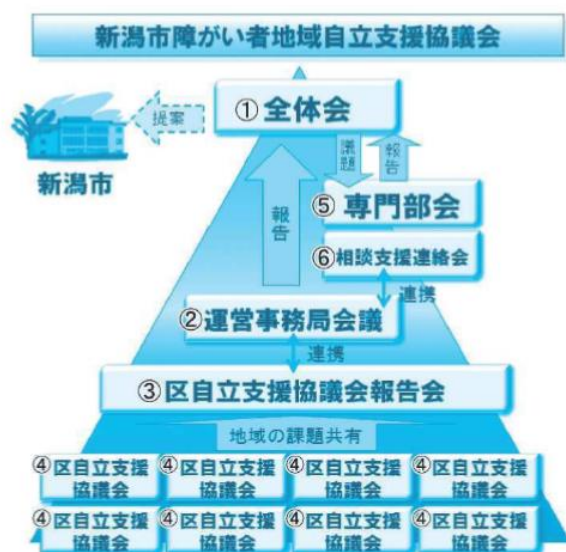 新潟市障がい者地域自立支援協議会
①全体会
提案
新潟市
議題
報告
⑤専門部会
報告
⑥相談支援連絡会
連携
②運営事務局会議
連携
③区自立支援協議会報告会
地域の課題共有
④区自立支援
協議会
④区自立支援
協議会
④区自立支援
協議会
④区自立支援
協議会
④区自立支援
協議会
④区自立支援
協議会
④区自立支援
協議会
④区自立支援
協議会